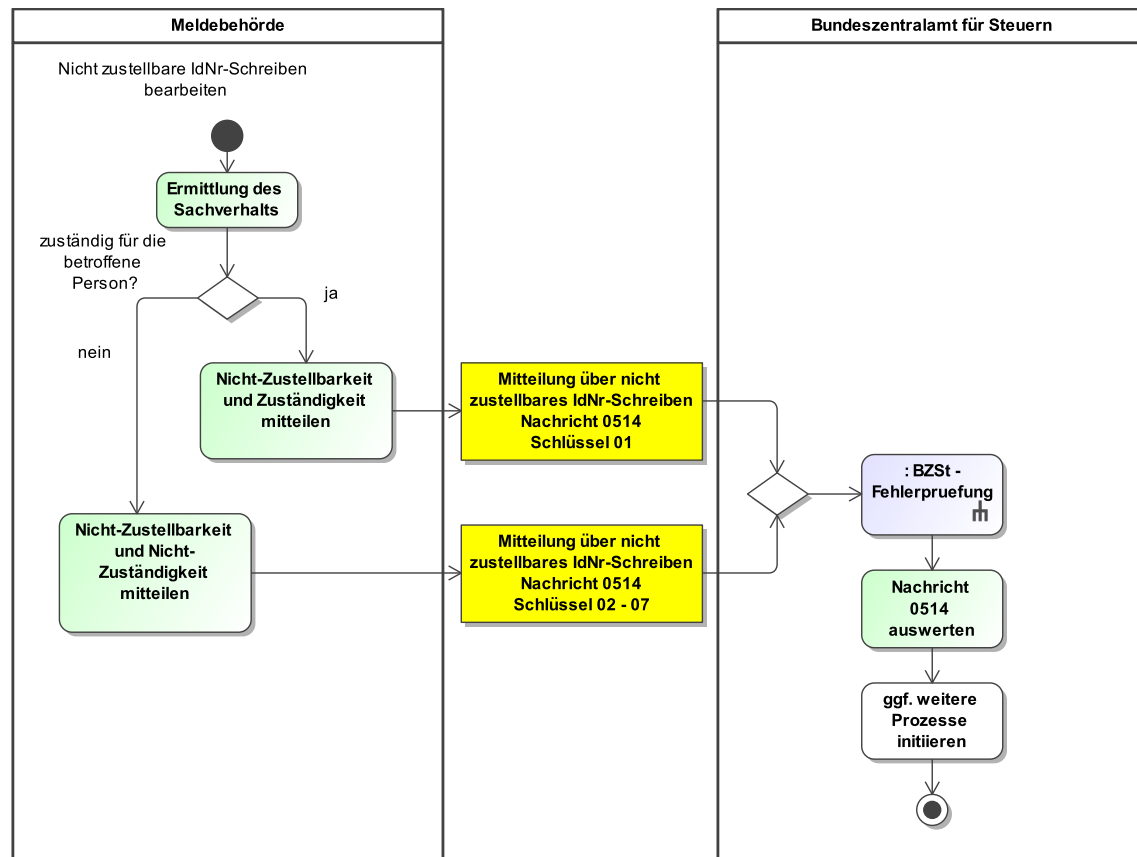 Meldebehörde
Bundeszentralamt für Steuern
Nicht zustellbare IdNr-Schreiben
bearbeiten
Ermittlung des
Sachverhalts
zuständig für die
betroffene
Person?
ja
nein
Nicht-Zustellbarkeit
und Zuständigkeit
mitteilen
Mitteilung über nicht
zustellbares IdNr-Schreiben
Nachricht 0514
Schlüssel 01
Nicht-Zustellbarkeit
und Nicht-
Zuständigkeit
mitteilen
Mitteilung über nicht
zustellbares IdNr-Schreiben
Nachricht 0514
Schlüssel 02 - 07
: BZSt -
Fehlerpruefung
Nachricht
0514
auswerten
ggf. weitere
Prozesse
initiieren